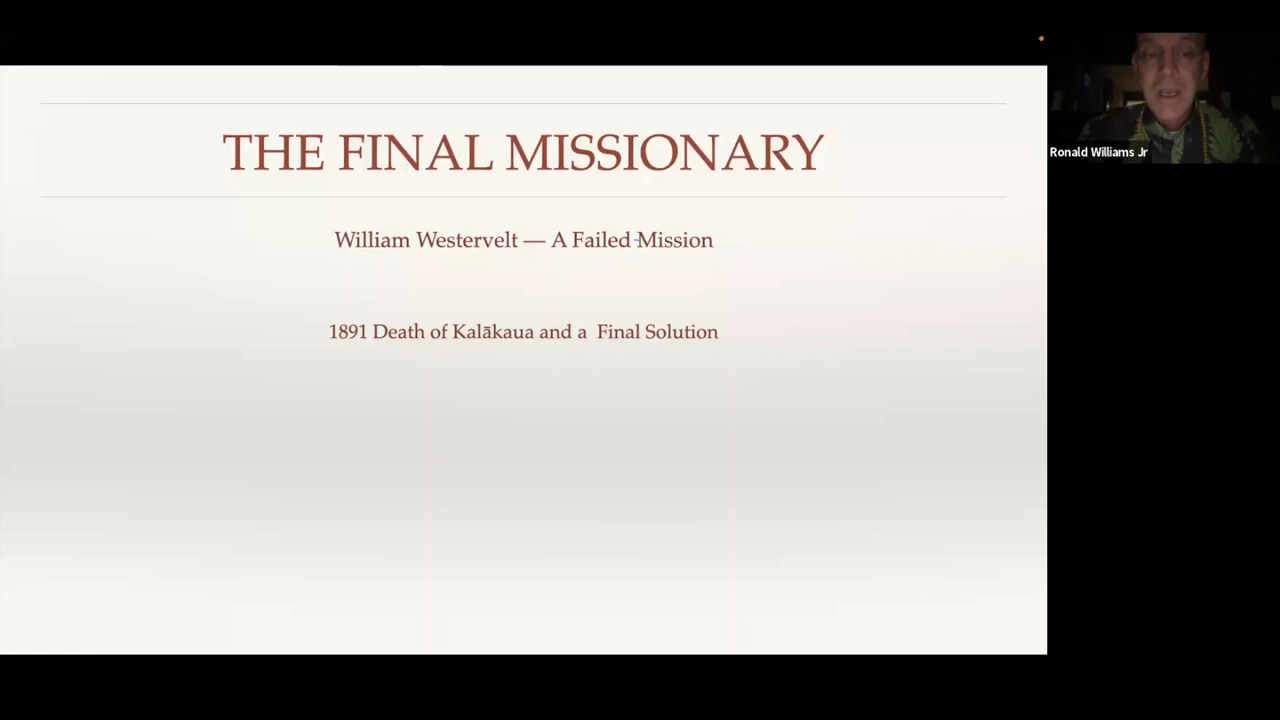 THE FINAL MISSIONARY
William Westervelt — A Failed Mission
1891 Death of Kalākaua and a  Final Solution
Ronald Williams Jr